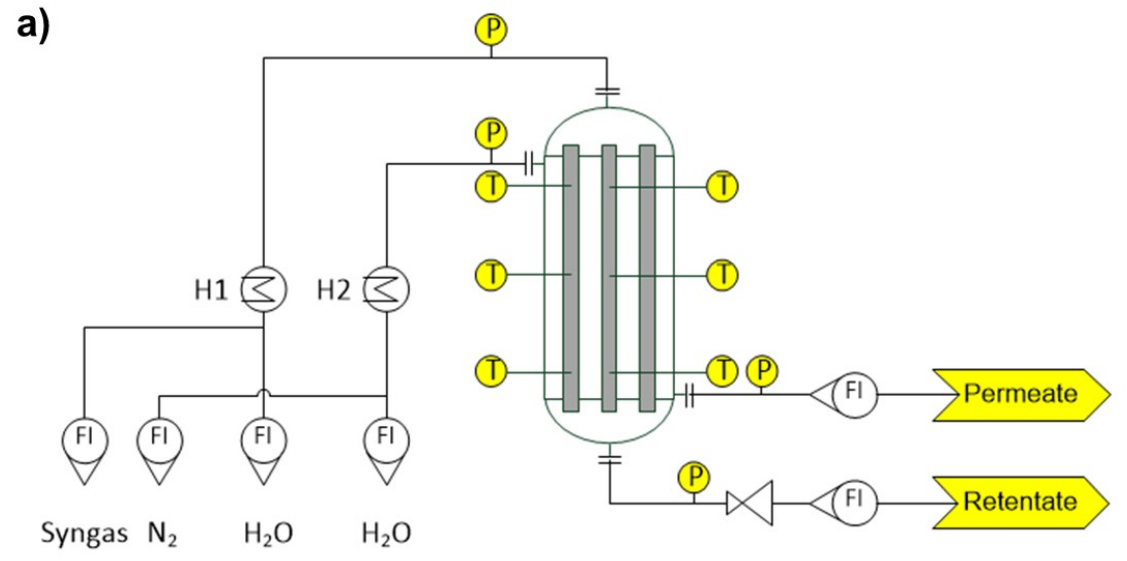 a)
P
P
T
T
H1
H2
T
T
T
T
P
FI
Permeate
FI
FI
FI
FI
P
FI
Retentate
Syngas
N₂
H₂O
H₂O